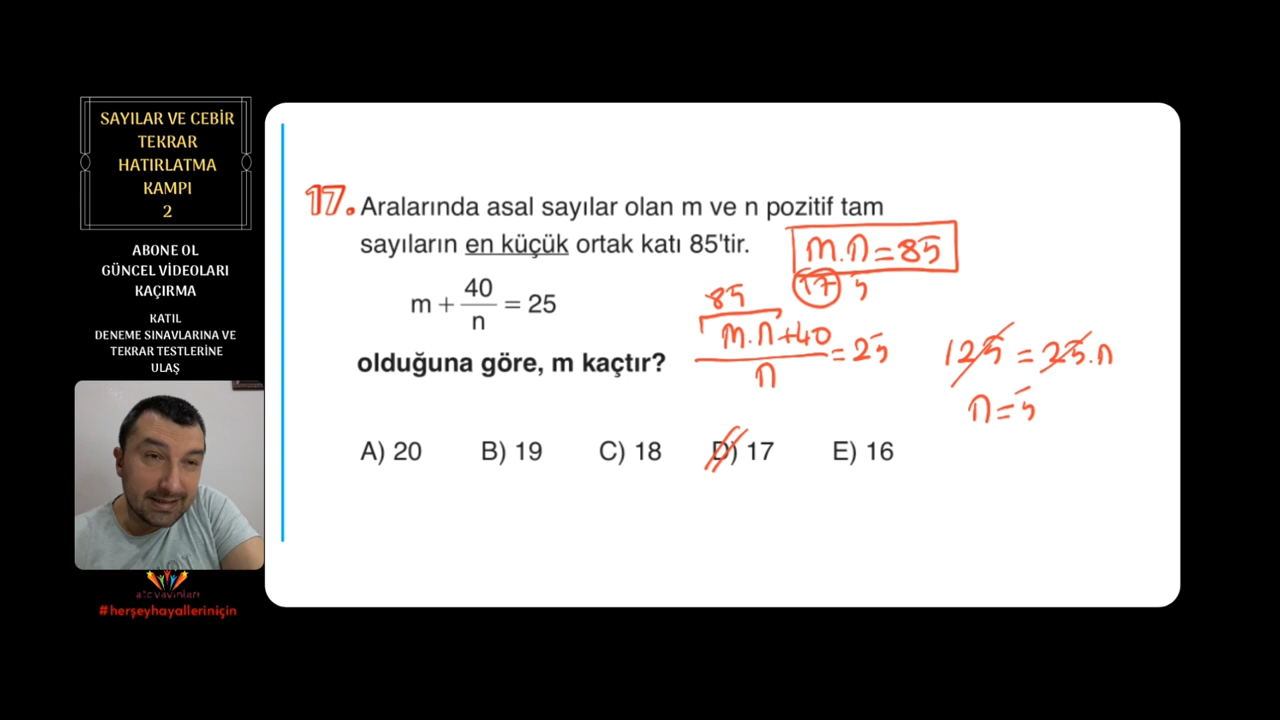 SAYILAR VE CEBİR
TEKRAR
HATIRLATMA
KAMPI
2
ABONE OL
GÜNCEL VİDEOLARI
KAÇIRMA
KATIL
DENEME SINAVLARINA VE
TEKRAR TESTLERİNE
ULAŞ
#herşeyhayalleriniçin
17. Aralarında asal sayılar olan m ve n pozitif tam
sayıların en küçük ortak katı 85'tir.
m.n=85
17 5
m + 40/n = 25
85
m.n+40
/n = 25
125 = 25.n
n=5
olduğuna göre, m kaçtır?
A) 20 B) 19 C) 18 D) 17 E) 16